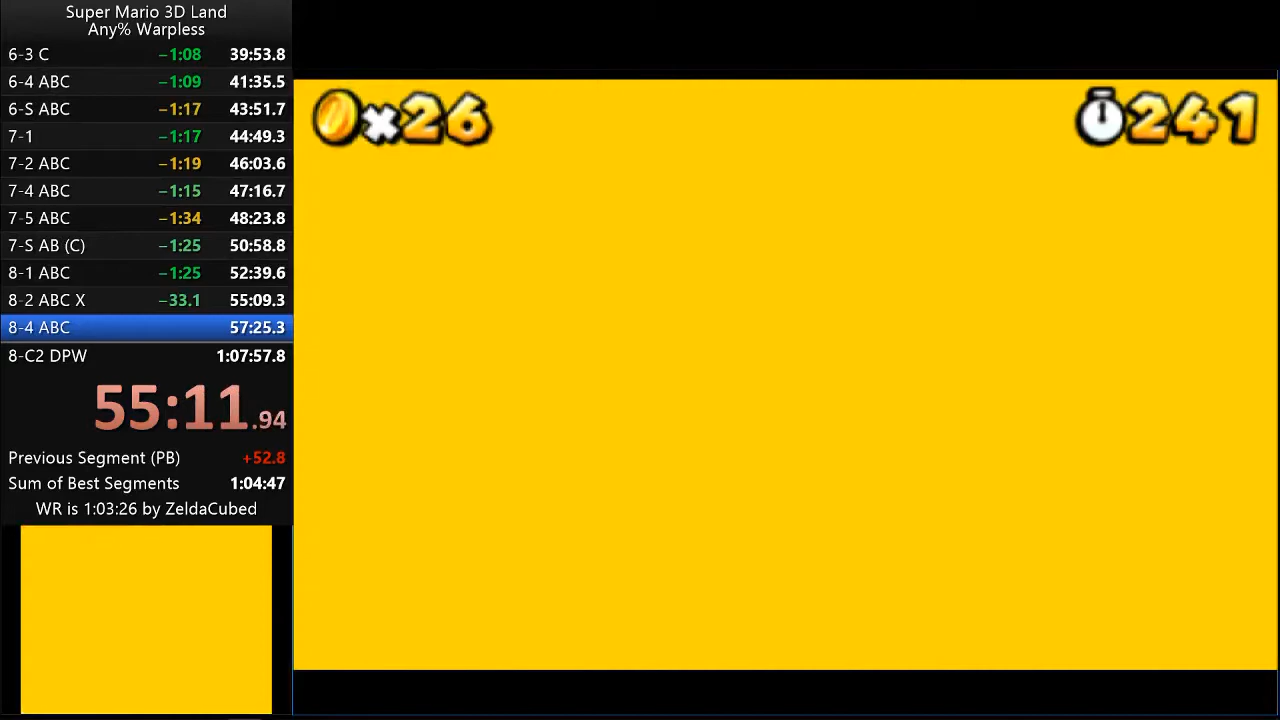 Super Mario 3D Land
Any% Warpless
6-3 C −1:08 39:53.8
6-4 ABC −1:09 41:35.5
6-S ABC −1:17 43:51.7
7-1 −1:17 44:49.3
7-2 ABC −1:19 46:03.6
7-4 ABC −1:15 47:16.7
7-5 ABC −1:34 48:23.8
7-S AB (C) −1:25 50:58.8
8-1 ABC −1:25 52:39.6
8-2 ABC X −33.1 55:09.3
8-4 ABC 57:25.3
8-C2 DPW 1:07:57.8
55:11.94
Previous Segment (PB) +52.8
Sum of Best Segments 1:04:47
WR is 1:03:26 by ZeldaCubed
×26
241